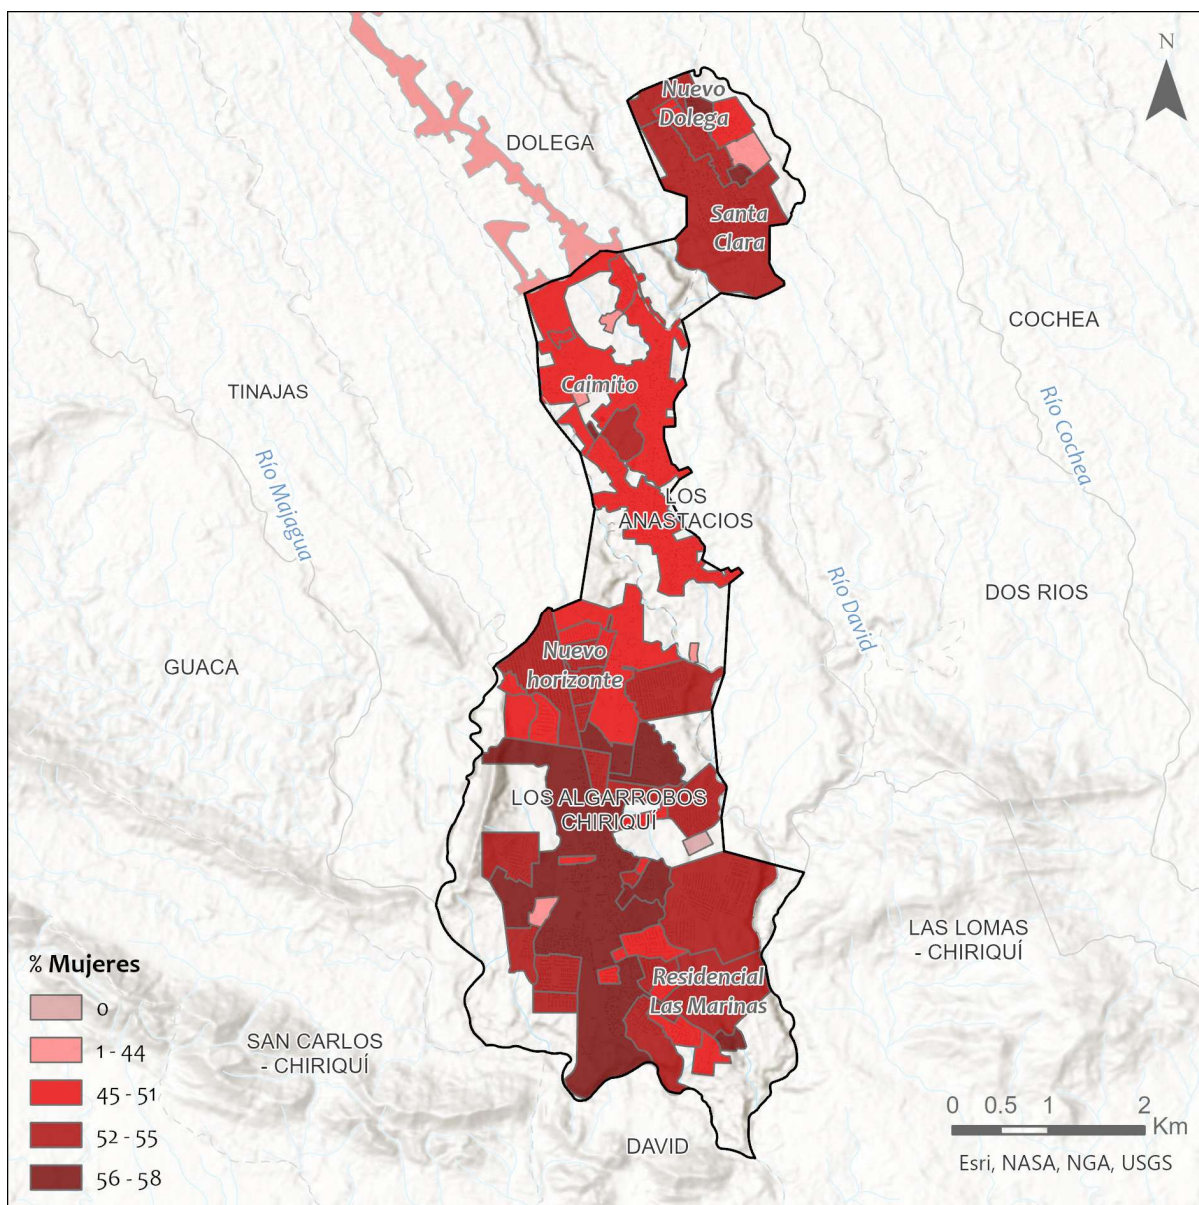 N
Nuevo
Dolega
DOLEGA
Santa
Clara
COCHEA
TINAJAS
Caimito
Río Cochea
Río Majagua
LOS
ANASTACIOS
Río David
DOS RIOS
GUACA
Nuevo
horizonte
LOS ALGARROBOS
CHIRIQUÍ
LAS LOMAS
- CHIRIQUÍ
Residencial
Las Marinas
SAN CARLOS
- CHIRIQUÍ
DAVID
% Mujeres
0
1 - 44
45 - 51
52 - 55
56 - 58
0 0.5 1 2
Km
Esri, NASA, NGA, USGS